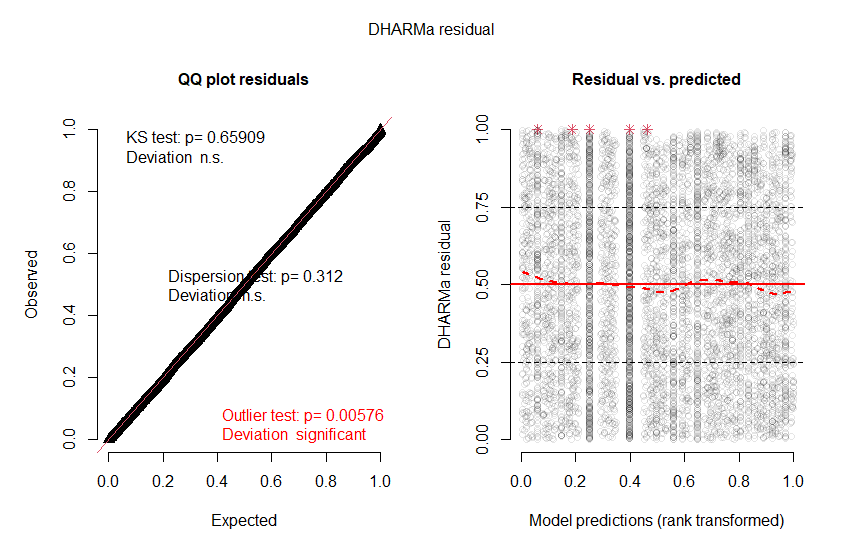 DHARMa residual
QQ plot residuals
KS test: p= 0.65909
Deviation n.s.
Dispersion test: p= 0.312
Deviation n.s.
Outlier test: p= 0.00576
Deviation significant
Observed
0.0 0.2 0.4 0.6 0.8 1.0
0.0 0.2 0.4 0.6 0.8 1.0
Expected
Residual vs. predicted
DHARMa residual
0.00 0.25 0.50 0.75 1.00
0.0 0.2 0.4 0.6 0.8 1.0
Model predictions (rank transformed)